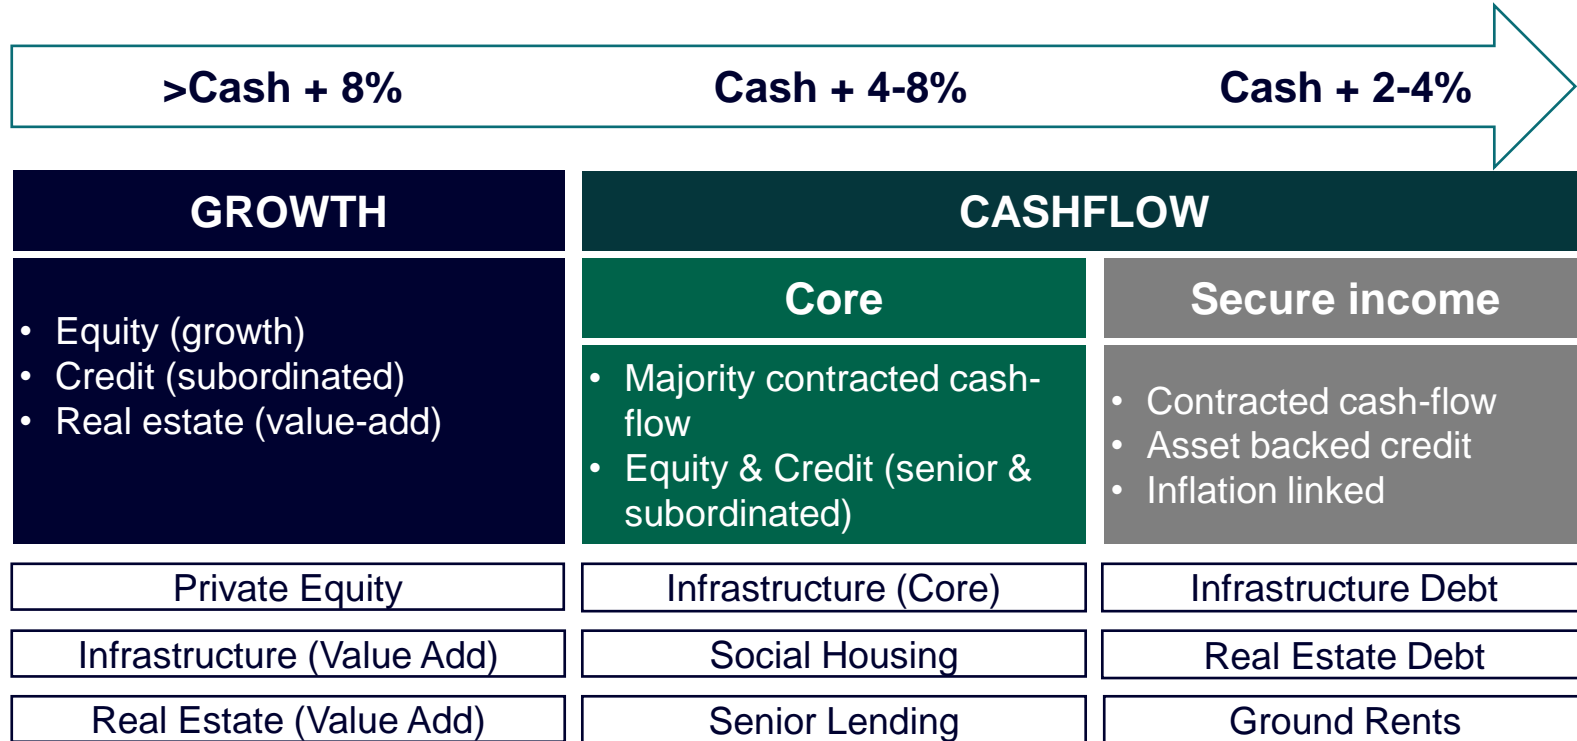 >Cash + 8%
Cash + 4-8%
Cash + 2-4%
GROWTH
CASHFLOW
• Equity (growth)
• Credit (subordinated)
• Real estate (value-add)
Core
• Majority contracted cash-
flow
• Equity & Credit (senior &
subordinated)
Secure income
• Contracted cash-flow
• Asset backed credit
• Inflation linked
Private Equity
Infrastructure (Core)
Infrastructure Debt
Infrastructure (Value Add)
Social Housing
Real Estate Debt
Real Estate (Value Add)
Senior Lending
Ground Rents